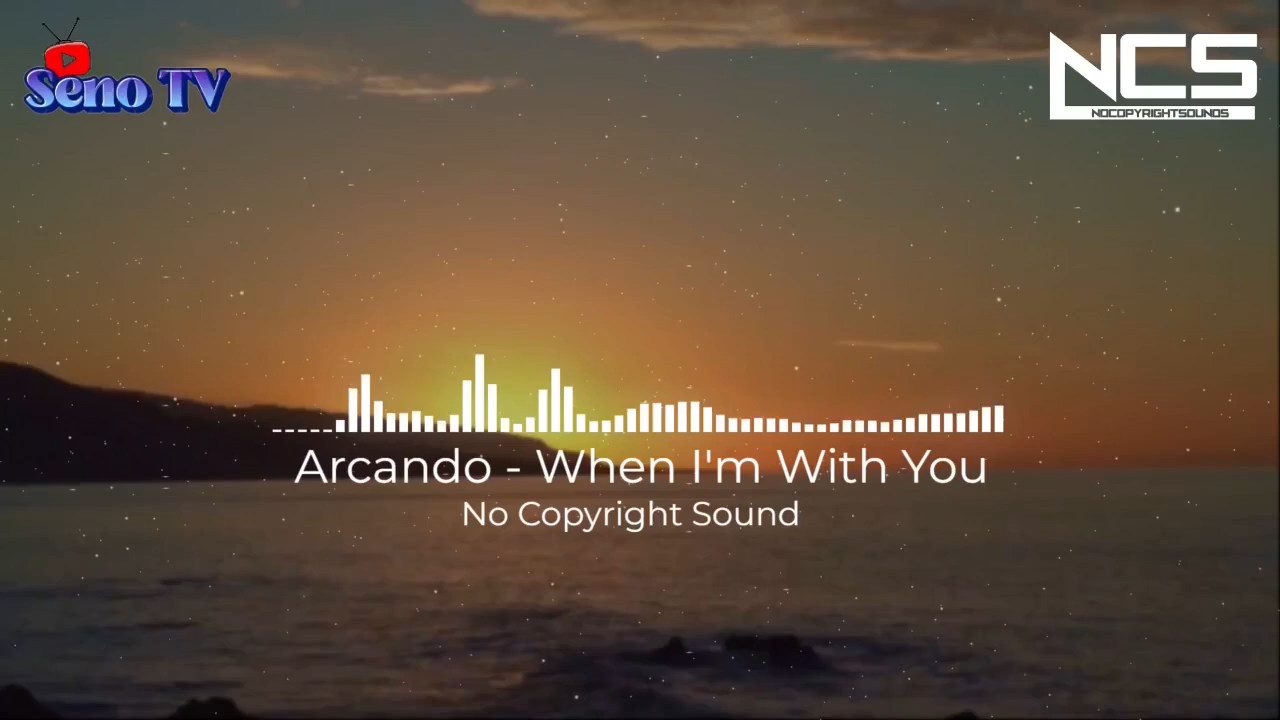 Seno TV
NCS
NOCOPYRIGHTSOUNDS
Arcando - When I'm With You
No Copyright Sound